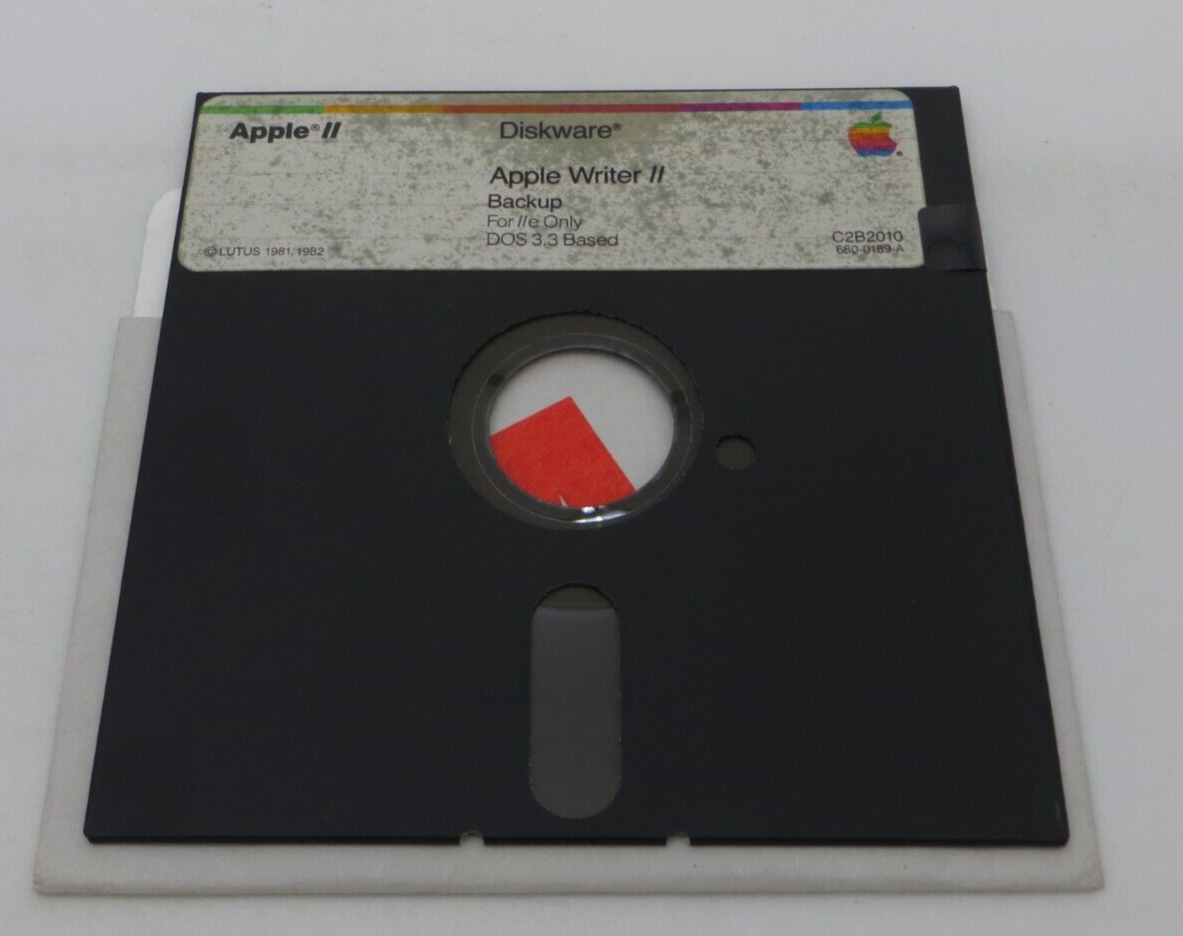 Apple® //
Diskware®
Apple Writer //
Backup
For //e Only
DOS 3.3 Based
© LUTUS 1981, 1982
C2B2010
680-0189-A